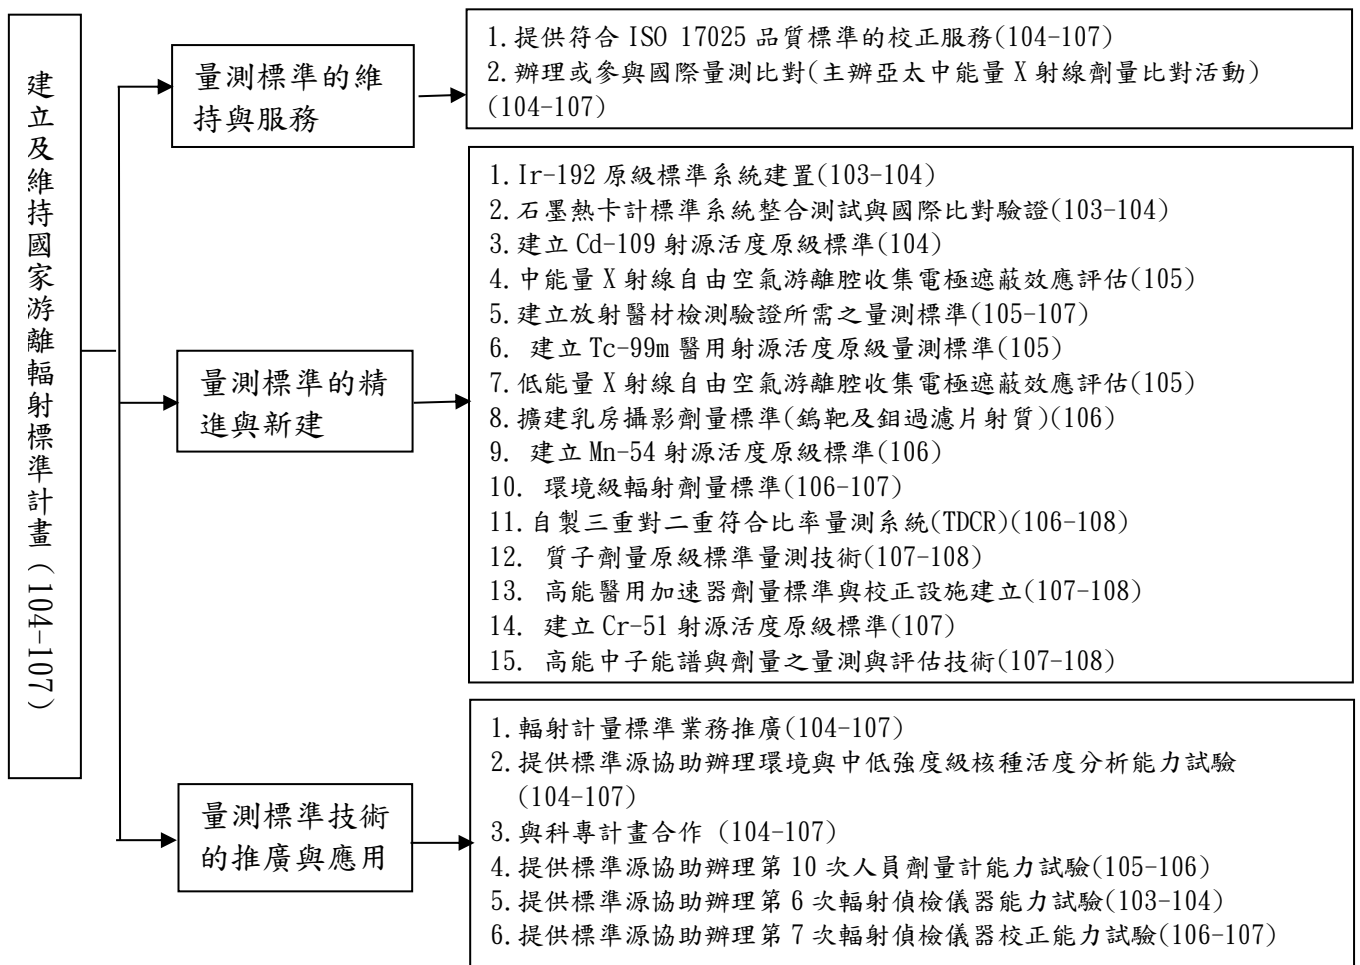 建立及維持國家游離輻射標準計畫(104-107)
量測標準的維
持與服務
1.提供符合 ISO 17025 品質標準的校正服務(104-107)
2.辦理或參與國際量測比對(主辦亞太中能量 X 射線劑量比對活動)
(104-107)
量測標準的精
進與新建
1.Ir-192 原級標準系統建置(103-104)
2.石墨熱卡計標準系統整合測試與國際比對驗證(103-104)
3.建立 Cd-109 射源活度原級標準(104)
4.中能量 X 射線自由空氣游離腔收集電極遮蔽效應評估(105)
5.建立放射醫材檢測驗證所需之量測標準(105-107)
6. 建立 Tc-99m 醫用射源活度原級量測標準(105)
7.低能量 X 射線自由空氣游離腔收集電極遮蔽效應評估(105)
8.擴建乳房攝影劑量標準(鎢靶及鉬過濾片射質)(106)
9. 建立 Mn-54 射源活度原級標準(106)
10. 環境級輻射劑量標準(106-107)
11.自製三重對二重符合比率量測系統(TDCR)(106-108)
12. 質子劑量原級標準量測技術(107-108)
13. 高能醫用加速器劑量標準與校正設施建立(107-108)
14. 建立 Cr-51 射源活度原級標準(107)
15. 高能中子能譜與劑量之量測與評估技術(107-108)
量測標準技術
的推廣與應用
1.輻射計量標準業務推廣(104-107)
2.提供標準源協助辦理環境與中低強度級核種活度分析能力試驗
(104-107)
3.與科專計畫合作 (104-107)
4.提供標準源協助辦理第 10 次人員劑量計能力試驗(105-106)
5.提供標準源協助辦理第 6 次輻射偵檢儀器能力試驗(103-104)
6.提供標準源協助辦理第 7 次輻射偵檢儀器校正能力試驗(106-107)